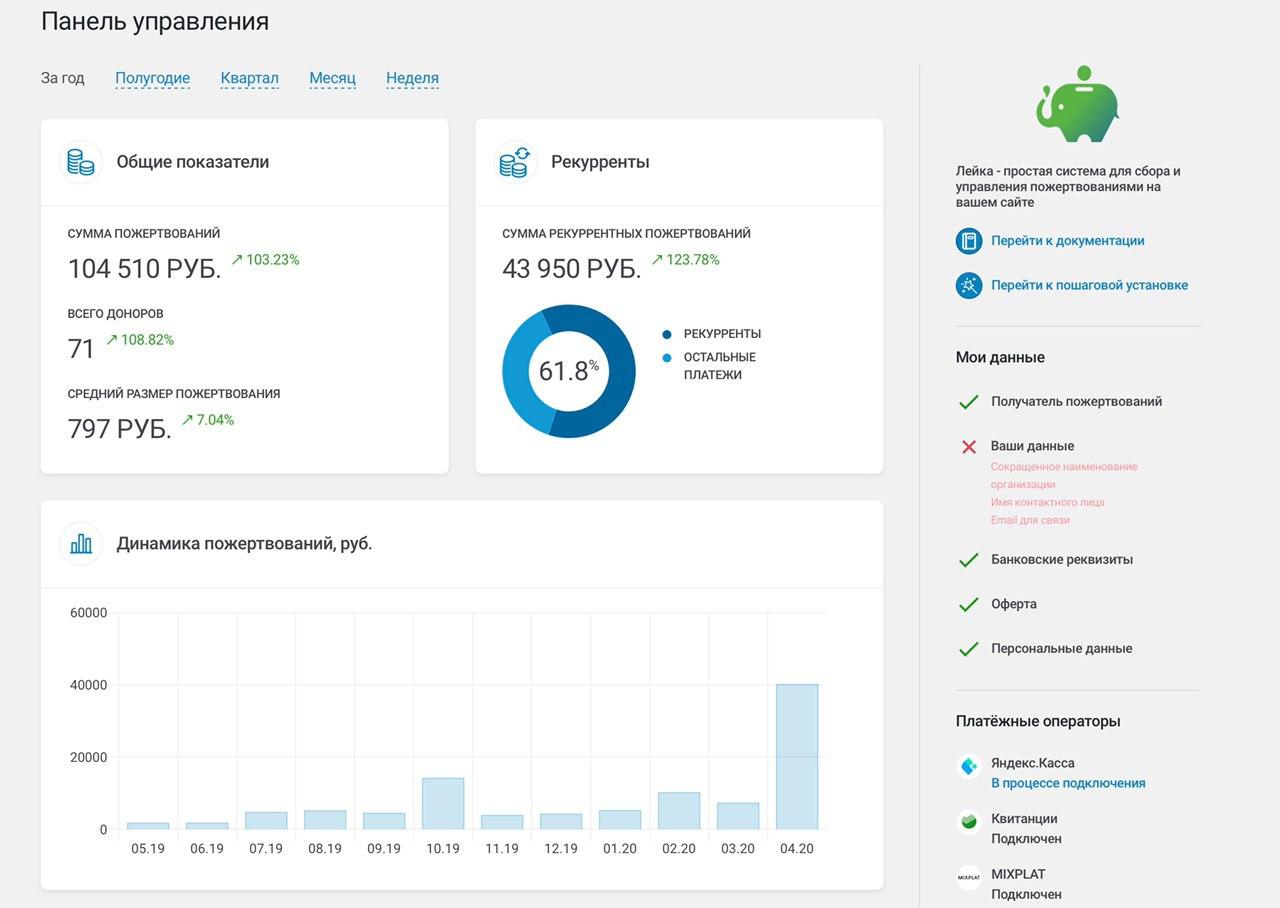 Панель управления
За год Полугодие Квартал Месяц Неделя
Общие показатели
СУММА ПОЖЕРТВОВАНИЙ
104 510 РУБ. 103.23%
ВСЕГО ДОНОРОВ
71 108.82%
СРЕДНИЙ РАЗМЕР ПОЖЕРТВОВАНИЯ
797 РУБ. 7.04%
Рекурренты
СУММА РЕКУРРЕНТНЫХ ПОЖЕРТВОВАНИЙ
43 950 РУБ. 123.78%
61.8%
РЕКУРРЕНТЫ
ОСТАЛЬНЫЕ
ПЛАТЕЖИ
Динамика пожертвований, руб.
60000
40000
20000
0
05.19 06.19 07.19 08.19 09.19 10.19 11.19 12.19 01.20 02.20 03.20 04.20
Лейка - простая система для сбора и
управления пожертвованиями на
вашем сайте
Перейти к документации
Перейти к пошаговой установке
Мои данные
Получатель пожертвований
Ваши данные
Сокращенное наименование
организации
Имя контактного лица
Email для связи
Банковские реквизиты
Оферта
Персональные данные
Платёжные операторы
Яндекс.Касса
В процессе подключения
Квитанции
Подключен
MIXPLAT MIXPLAT
Подключен